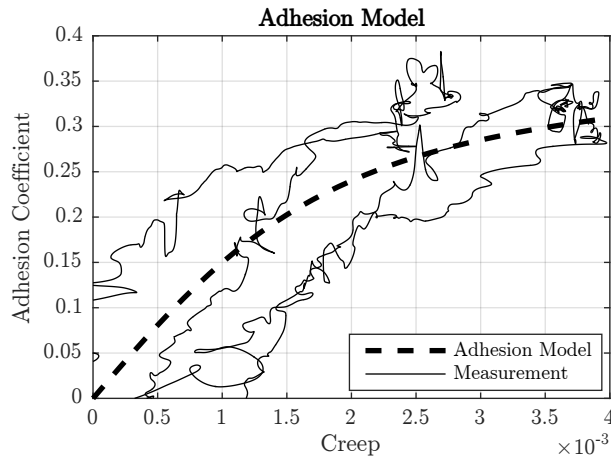 Adhesion Model
0.4
0.35
0.3
0.25
0.2
0.15
0.1
0.05
0
Adhesion Coefficient
Adhesion Model
Measurement
0 0.5 1 1.5 2 2.5 3 3.5 4
Creep
×10⁻³